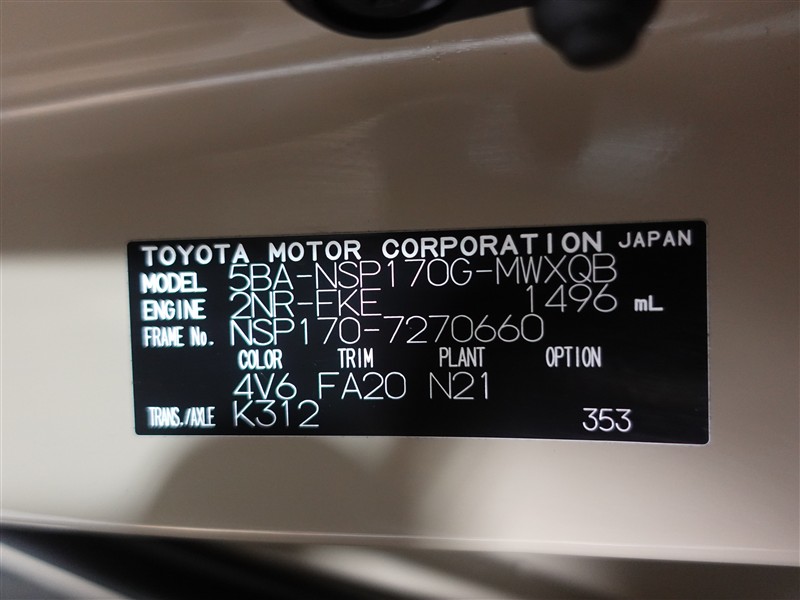 TOYOTA MOTOR CORPORATION JAPAN
MODEL 5BA-NSP170G-MWXQB
ENGINE 2NR-FKE 1496 mL
FRAME No. NSP170-7270660
COLOR TRIM PLANT OPTION
4V6 FA20 N21
TRANS./AXLE K312 353